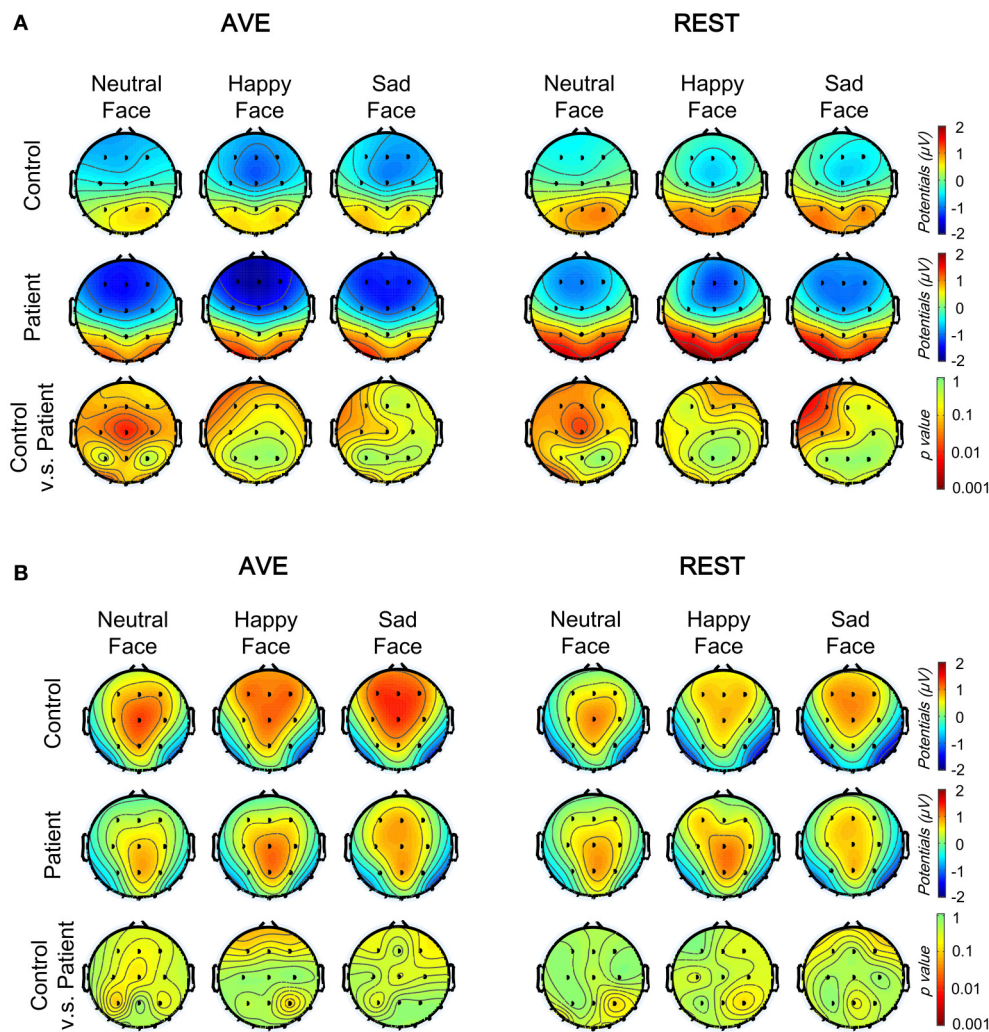 A
AVE
REST
Neutral Face
Happy Face
Sad Face
Neutral Face
Happy Face
Sad Face
Control
2
1
0
-1
-2
Potentials (μV)
Patient
2
1
0
-1
-2
Potentials (μV)
Control v.s. Patient
1
0.1
0.01
0.001
p value
B
AVE
REST
Neutral Face
Happy Face
Sad Face
Neutral Face
Happy Face
Sad Face
Control
2
1
0
-1
-2
Potentials (μV)
Patient
2
1
0
-1
-2
Potentials (μV)
Control v.s. Patient
1
0.1
0.01
0.001
p value